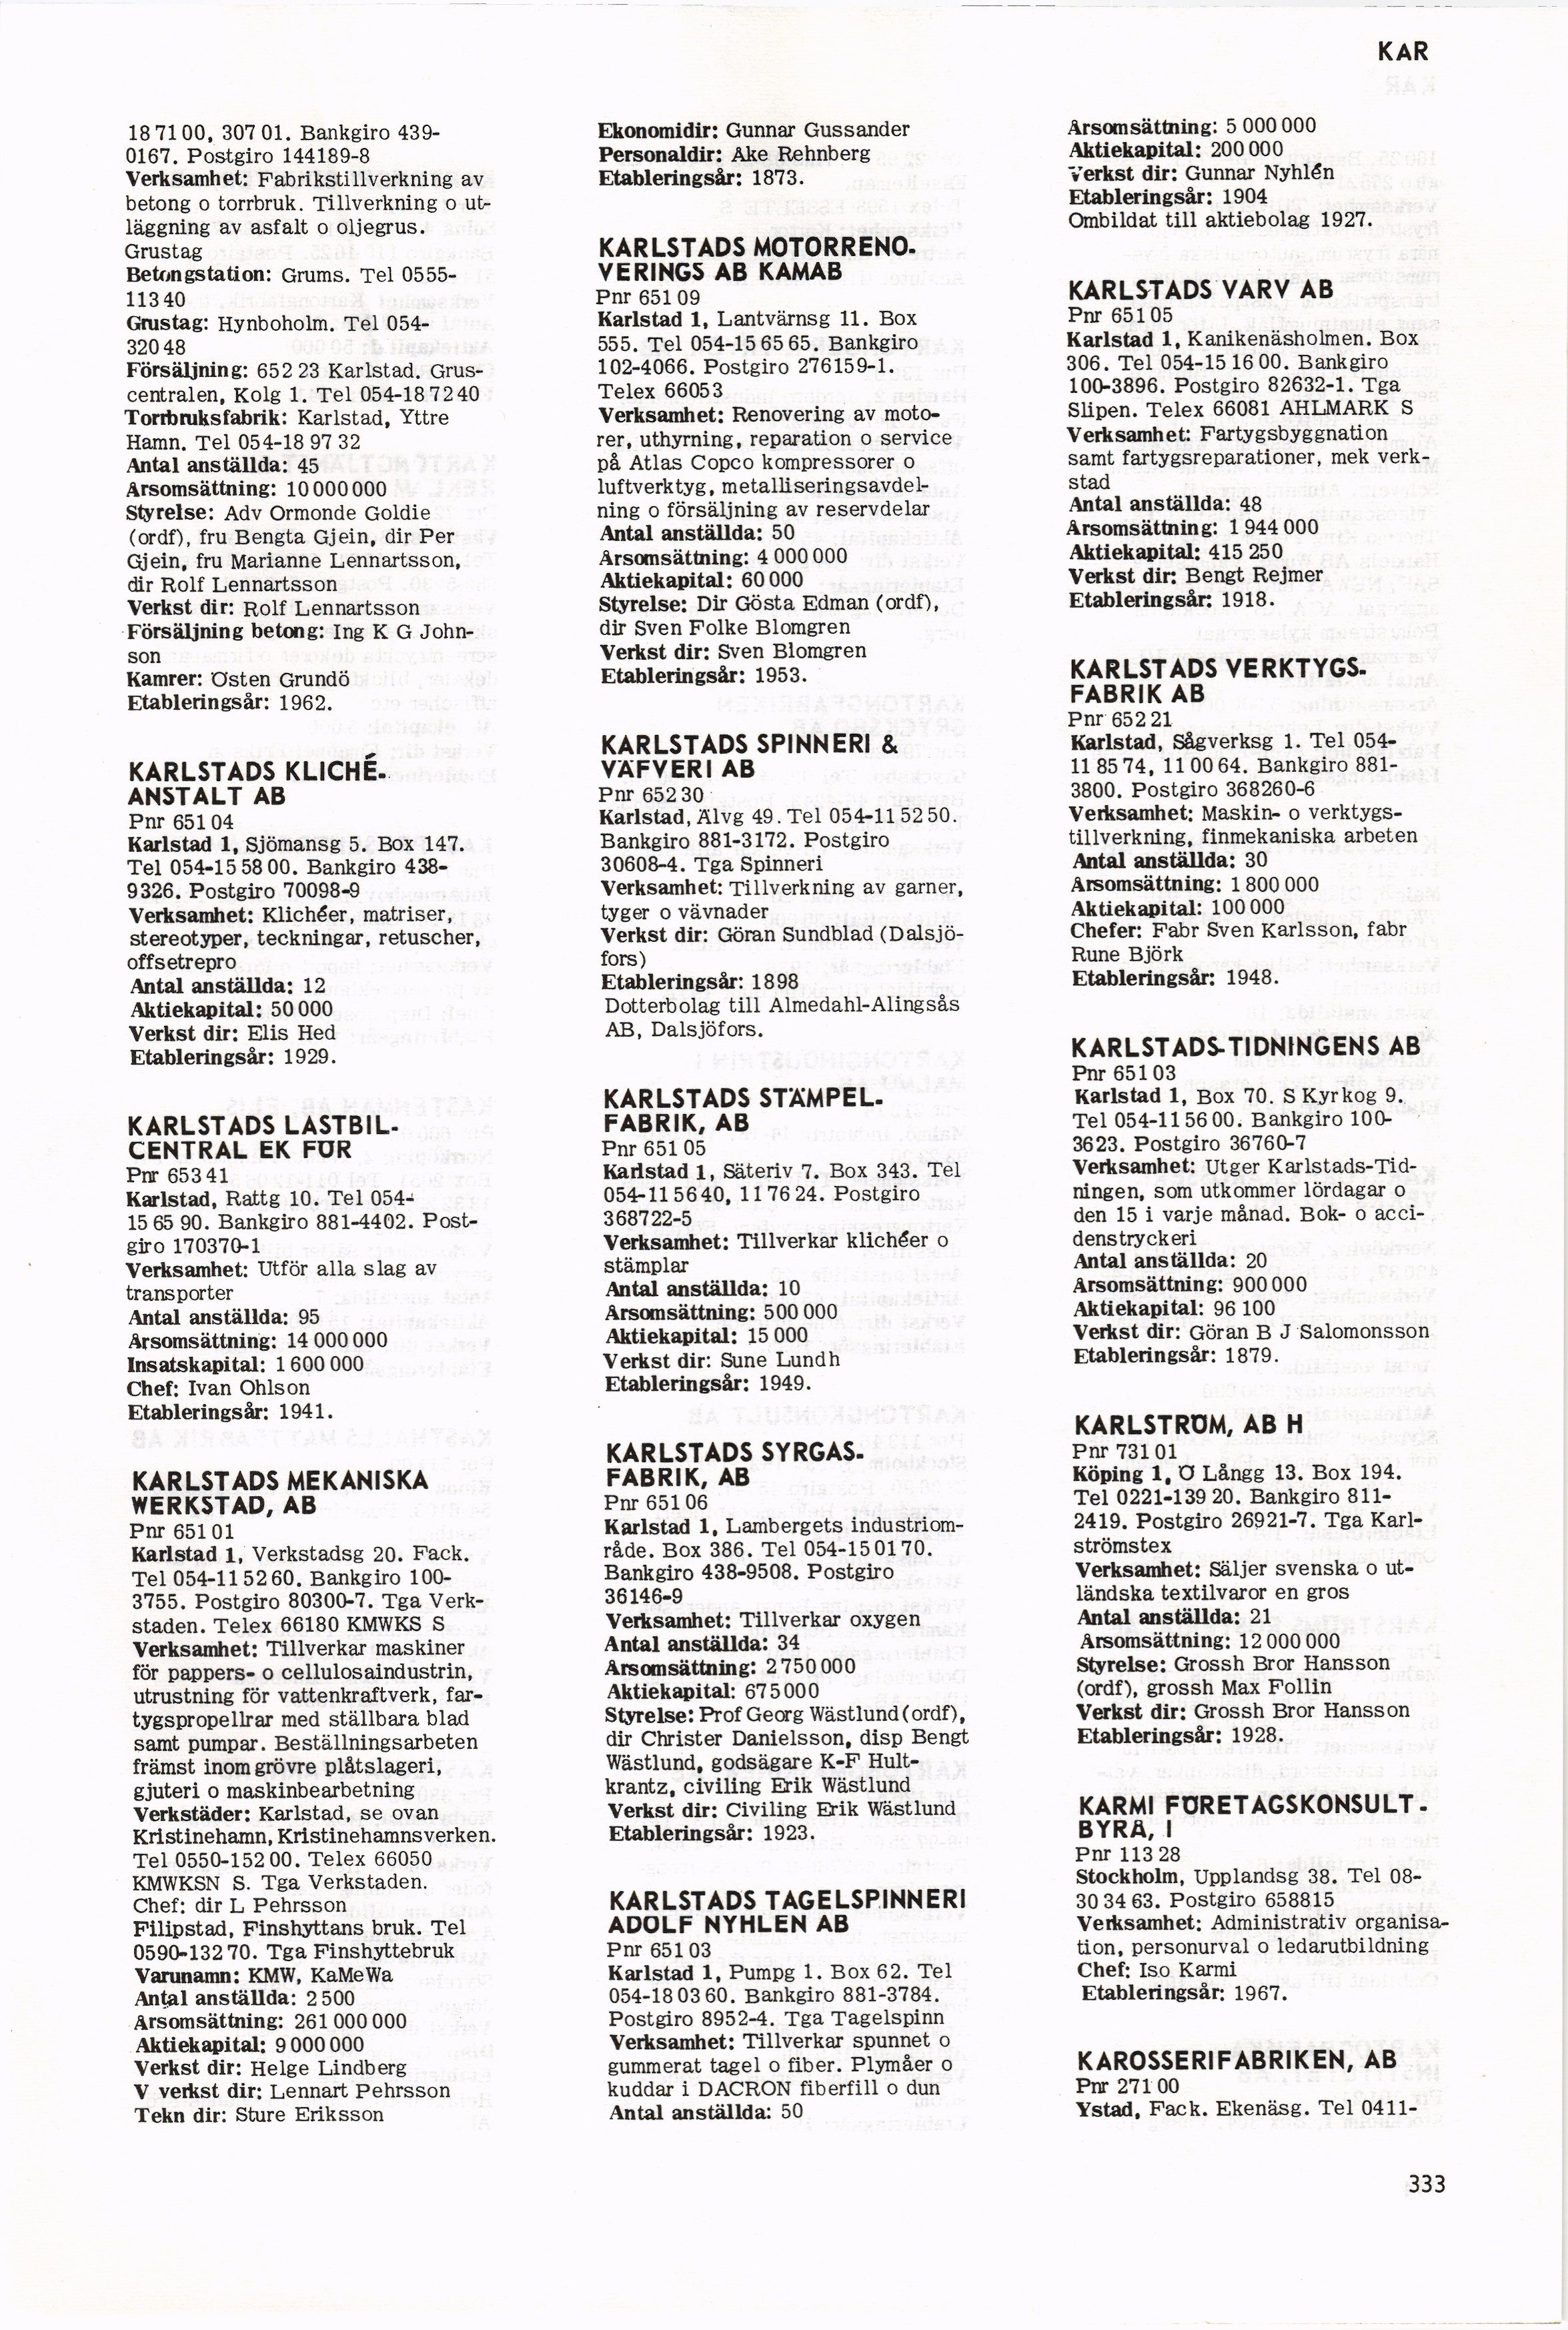 KAR
18 71 00, 307 01. Bankgiro 439-
0167. Postgiro 144189-8
Verksamhet: Fabrikstillverkning av
betong o torrbruk. Tillverkning o ut-
läggning av asfalt o oljegrus.
Grustag
Betongstation: Grums. Tel 0555-
113 40
Grustag: Hynboholm. Tel 054-
320 48
Försäljning: 652 23 Karlstad. Grus-
centralen, Kolg 1. Tel 054-18 72 40
Torrbruksfabrik: Karlstad, Yttre
Hamn. Tel 054-18 97 32
Antal anställda: 45
Årsomsättning: 10 000 000
Styrelse: Adv Ormonde Goldie
(ordf), fru Bengta Gjein, dir Per
Gjein, fru Marianne Lennartsson,
dir Rolf Lennartsson
Verkst dir: Rolf Lennartsson
Försäljning betong: Ing K G John-
son
Kamrer: Östen Grundö
Etableringsår: 1962.
KARLSTADS KLICHÉ-
ANSTALT AB
Pnr 651 04
Karlstad 1, Sjömansg 5. Box 147.
Tel 054-15 58 00. Bankgiro 438-
9326. Postgiro 70098-9
Verksamhet: Klichéer, matriser,
stereotyper, teckningar, retuscher,
offsetrepro
Antal anställda: 12
Aktiekapital: 50 000
Verkst dir: Elis Hed
Etableringsår: 1929.
KARLSTADS LASTBIL-
CENTRAL EK FÖR
Pnr 653 41
Karlstad, Rattg 10. Tel 054-
15 65 90. Bankgiro 881-4402. Post-
giro 170370-1
Verksamhet: Utför alla slag av
transporter
Antal anställda: 95
Årsomsättning: 14 000 000
Insatskapital: 1 600 000
Chef: Ivan Ohlson
Etableringsår: 1941.
KARLSTADS MEKANISKA
WERKSTAD, AB
Pnr 651 01
Karlstad 1, Verkstadsg 20. Fack.
Tel 054-11 52 60. Bankgiro 100-
3755. Postgiro 80300-7. Tga Verk-
staden. Telex 66180 KMWKS S
Verksamhet: Tillverkar maskiner
för pappers- o cellulosaindustrin,
utrustning för vattenkraftverk, far-
tygspropellrar med ställbara blad
samt pumpar. Beställningsarbeten
främst inom grövre plåtslageri,
gjuteri o maskinbearbetning
Verkstäder: Karlstad, se ovan
Kristinehamn, Kristinehamnsverken.
Tel 0550-152 00. Telex 66050
KMWKSN S. Tga Verkstaden.
Chef: dir L Pehrsson
Filipstad, Finshyttans bruk. Tel
0590-132 70. Tga Finshyttebruk
Varunamn: KMW, KaMeWa
Antal anställda: 2 500
Årsomsättning: 261 000 000
Aktiekapital: 9 000 000
Verkst dir: Helge Lindberg
V verkst dir: Lennart Pehrsson
Tekn dir: Sture Eriksson
Ekonomidir: Gunnar Gussander
Personaldir: Åke Rehnberg
Etableringsår: 1873.
KARLSTADS MOTORRENO-
VERINGS AB KAMAB
Pnr 651 09
Karlstad 1, Lantvärnsg 11. Box
555. Tel 054-15 65 65. Bankgiro
102-4066. Postgiro 276159-1.
Telex 66053
Verksamhet: Renovering av moto-
rer, uthyrning, reparation o service
på Atlas Copco kompressorer o
luftverktyg, metalliseringsavdel-
ning o försäljning av reservdelar
Antal anställda: 50
Årsomsättning: 4 000 000
Aktiekapital: 60 000
Styrelse: Dir Gösta Edman (ordf),
dir Sven Folke Blomgren
Verkst dir: Sven Blomgren
Etableringsår: 1953.
KARLSTADS SPINNERI &
VÄFVERI AB
Pnr 652 30
Karlstad, Älvg 49. Tel 054-11 52 50.
Bankgiro 881-3172. Postgiro
30608-4. Tga Spinneri
Verksamhet: Tillverkning av garner,
tyger o vävnader
Verkst dir: Göran Sundblad (Dalsjö-
fors)
Etableringsår: 1898
Dotterbolag till Almedahl-Alingsås
AB, Dalsjöfors.
KARLSTADS STÄMPEL-
FABRIK, AB
Pnr 651 05
Karlstad 1, Säteriv 7. Box 343. Tel
054-11 56 40, 11 76 24. Postgiro
368722-5
Verksamhet: Tillverkar klichéer o
stämplar
Antal anställda: 10
Årsomsättning: 500 000
Aktiekapital: 15 000
Verkst dir: Sune Lundh
Etableringsår: 1949.
KARLSTADS SYRGAS-
FABRIK, AB
Pnr 651 06
Karlstad 1, Lambergets industriom-
råde. Box 386. Tel 054-15 01 70.
Bankgiro 438-9508. Postgiro
36146-9
Verksamhet: Tillverkar oxygen
Antal anställda: 34
Årsomsättning: 2 750 000
Aktiekapital: 675 000
Styrelse: Prof Georg Wästlund (ordf),
dir Christer Danielsson, disp Bengt
Wästlund, godsägare K-F Hult-
krantz, civiling Erik Wästlund
Verkst dir: Civiling Erik Wästlund
Etableringsår: 1923.
KARLSTADS TAGELSPINNERI
ADOLF NYHLEN AB
Pnr 651 03
Karlstad 1, Pumpg 1. Box 62. Tel
054-18 03 60. Bankgiro 881-3784.
Postgiro 8952-4. Tga Tagelspinn
Verksamhet: Tillverkar spunnet o
gummerat tagel o fiber. Plymåer o
kuddar i DACRON fiberfill o dun
Antal anställda: 50
Årsomsättning: 5 000 000
Aktiekapital: 200 000
Verkst dir: Gunnar Nyhlén
Etableringsår: 1904
Ombildat till aktiebolag 1927.
KARLSTADS VARV AB
Pnr 651 05
Karlstad 1, Kanikenäsholmen. Box
306. Tel 054-15 16 00. Bankgiro
100-3896. Postgiro 82632-1. Tga
Slipen. Telex 66081 AHLMARK S
Verksamhet: Fartygsbyggnation
samt fartygsreparationer, mek verk-
stad
Antal anställda: 48
Årsomsättning: 1 944 000
Aktiekapital: 415 250
Verkst dir: Bengt Rejmer
Etableringsår: 1918.
KARLSTADS VERKTYGS-
FABRIK AB
Pnr 652 21
Karlstad, Sågverksg 1. Tel 054-
11 85 74, 11 00 64. Bankgiro 881-
3800. Postgiro 368260-6
Verksamhet: Maskin- o verktygs-
tillverkning, finmekaniska arbeten
Antal anställda: 30
Årsomsättning: 1 800 000
Aktiekapital: 100 000
Chefer: Fabr Sven Karlsson, fabr
Rune Björk
Etableringsår: 1948.
KARLSTADS-TIDNINGENS AB
Pnr 651 03
Karlstad 1, Box 70. S Kyrkog 9.
Tel 054-11 56 00. Bankgiro 100-
3623. Postgiro 36760-7
Verksamhet: Utger Karlstads-Tid-
ningen, som utkommer lördagar o
den 15 i varje månad. Bok- o acci-
denstryckeri
Antal anställda: 20
Årsomsättning: 900 000
Aktiekapital: 96 100
Verkst dir: Göran B J Salomonsson
Etableringsår: 1879.
KARLSTRÖM, AB H
Pnr 731 01
Köping 1, Ö Långg 13. Box 194.
Tel 0221-139 20. Bankgiro 811-
2419. Postgiro 26921-7. Tga Karl-
strömstex
Verksamhet: Säljer svenska o ut-
ländska textilvaror en gros
Antal anställda: 21
Årsomsättning: 12 000 000
Styrelse: Grossh Bror Hansson
(ordf), grossh Max Follin
Verkst dir: Grossh Bror Hansson
Etableringsår: 1928.
KARMI FÖRETAGSKONSULT-
BYRÅ, I
Pnr 113 28
Stockholm, Upplandsg 38. Tel 08-
30 34 63. Postgiro 658815
Verksamhet: Administrativ organisa-
tion, personurval o ledarutbildning
Chef: Iso Karmi
Etableringsår: 1967.
KAROSSERIFABRIKEN, AB
Pnr 271 00
Ystad, Fack. Ekenäsg. Tel 0411-
333